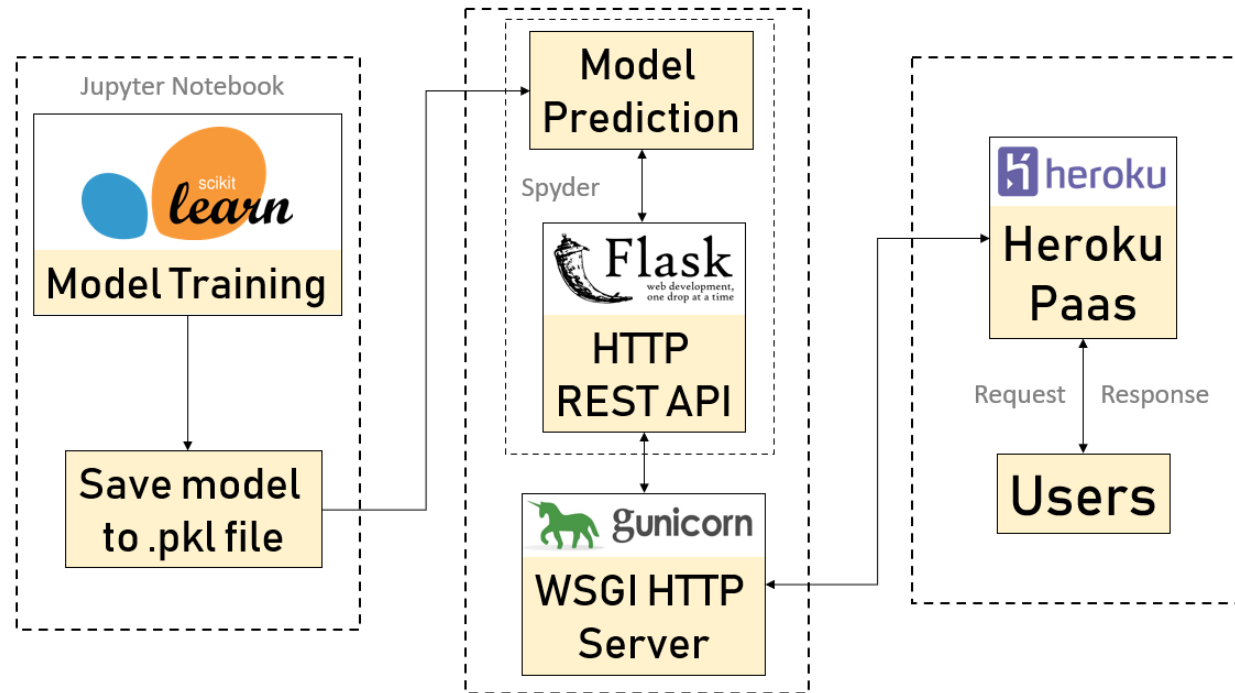 Jupyter Notebook
scikit
learn
Model Training
Save model
to .pkl file
Model
Prediction
Spyder
Flask
web development,
one drop at a time
HTTP
REST API
gunicorn
WSGI HTTP
Server
heroku
Heroku
Paas
Request
Response
Users